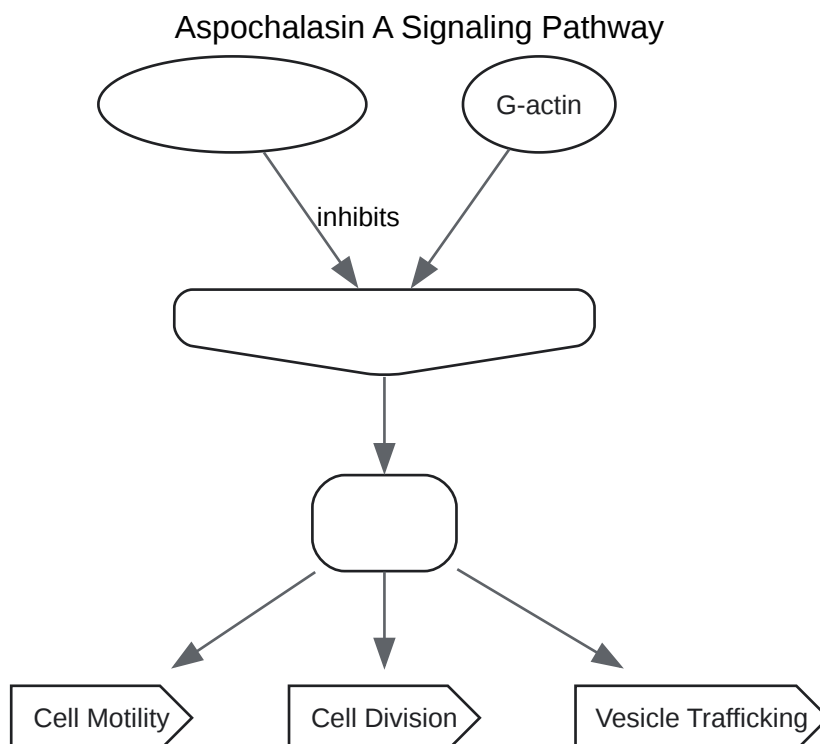 Aspochalasin A Signaling Pathway
G-actin
inhibits
Cell Motility
Cell Division
Vesicle Trafficking